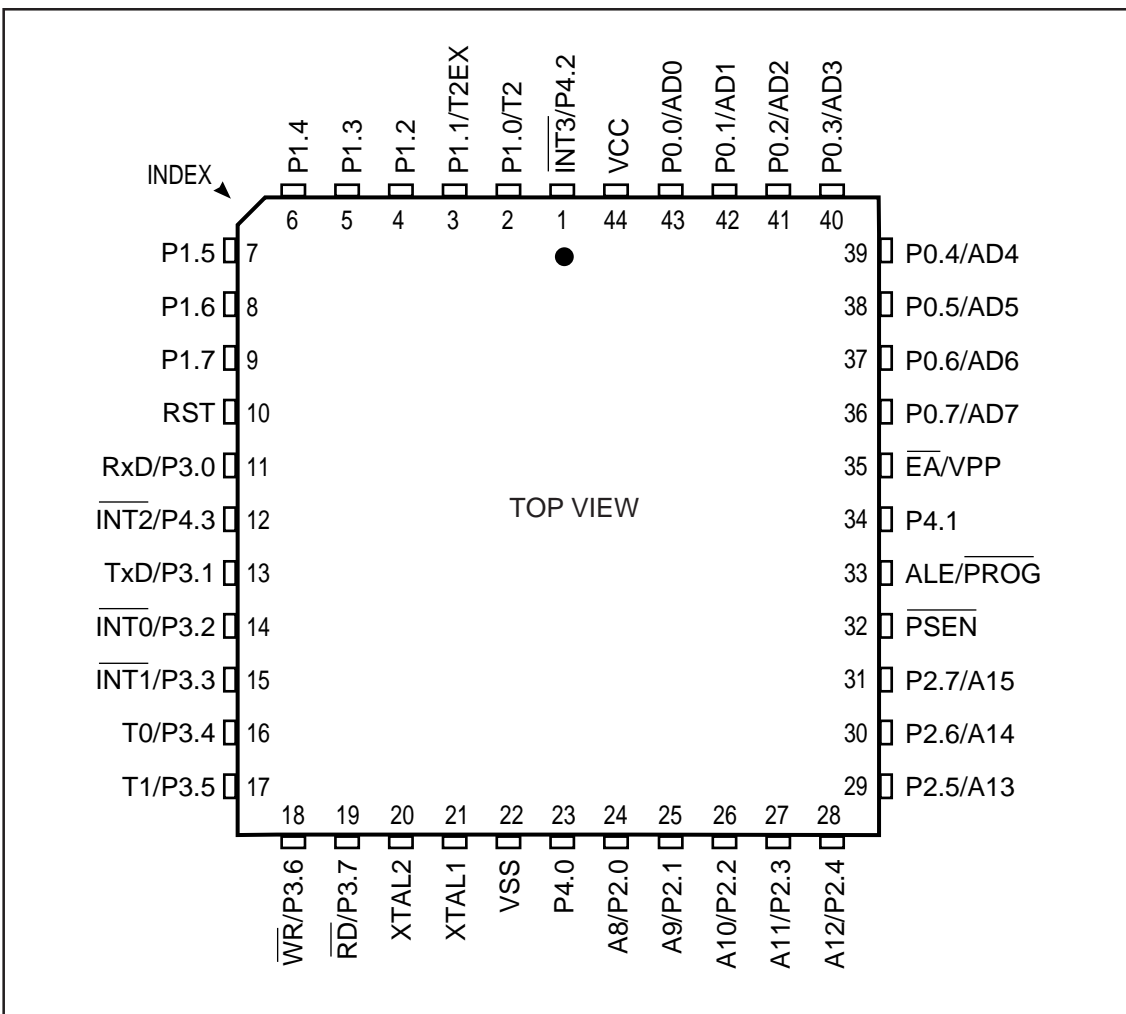 INDEX
P1.4
P1.3
P1.2
P1.1/T2EX
P1.0/T2
INT3/P4.2
VCC
P0.0/AD0
P0.1/AD1
P0.2/AD2
P0.3/AD3
6 5 4 3 2 1 44 43 42 41 40
P1.5 7
P1.6 8
P1.7 9
RST 10
RxD/P3.0 11
INT2/P4.3 12
TxD/P3.1 13
INT0/P3.2 14
INT1/P3.3 15
T0/P3.4 16
T1/P3.5 17
TOP VIEW
39 P0.4/AD4
38 P0.5/AD5
37 P0.6/AD6
36 P0.7/AD7
35 EA/VPP
34 P4.1
33 ALE/PROG
32 PSEN
31 P2.7/A15
30 P2.6/A14
29 P2.5/A13
18 19 20 21 22 23 24 25 26 27 28
WR/P3.6
RD/P3.7
XTAL2
XTAL1
VSS
P4.0
A8/P2.0
A9/P2.1
A10/P2.2
A11/P2.3
A12/P2.4